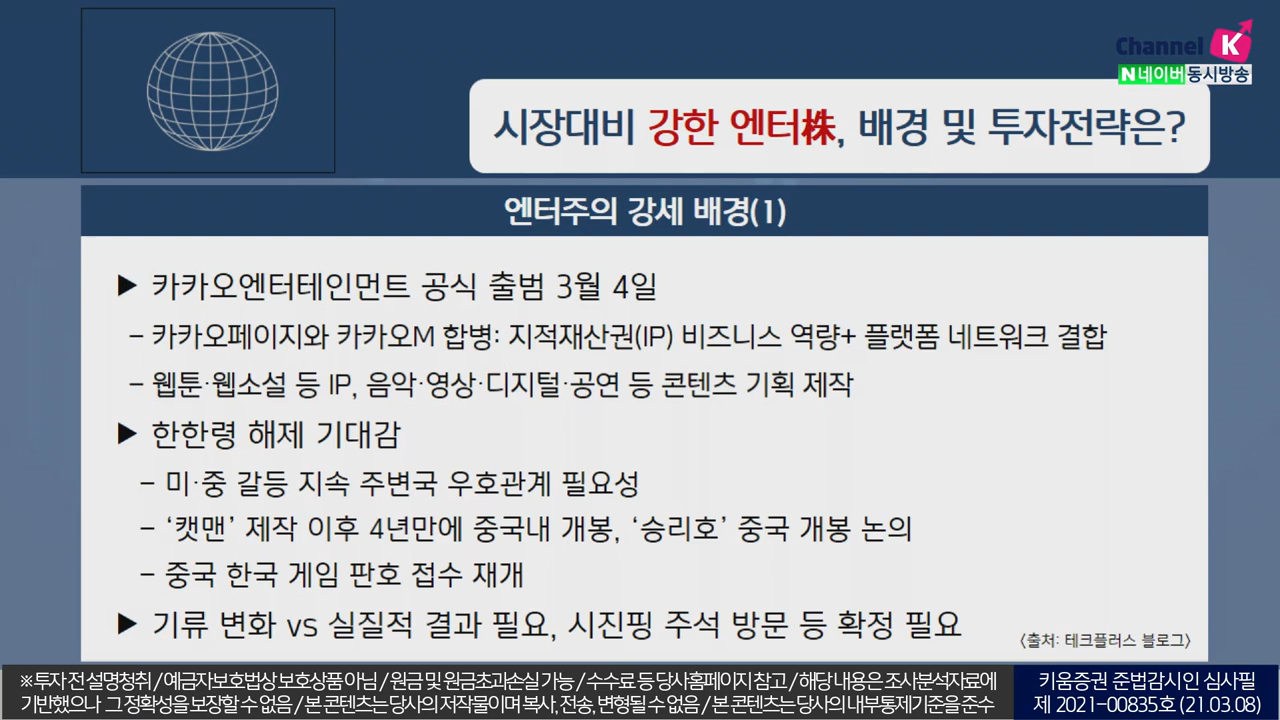 Channel K
N 네이버 동시방송
시장대비 강한 엔터株, 배경 및 투자전략은?
엔터주의 강세 배경(1)
▶ 카카오엔터테인먼트 공식 출범 3월 4일
– 카카오페이지와 카카오M 합병: 지적재산권(IP) 비즈니스 역량+ 플랫폼 네트워크 결합
– 웹툰·웹소설 등 IP, 음악·영상·디지털·공연 등 콘텐츠 기획 제작
▶ 한한령 해제 기대감
– 미·중 갈등 지속 주변국 우호관계 필요성
– ‘캣맨’ 제작 이후 4년만에 중국내 개봉, ‘승리호’ 중국 개봉 논의
– 중국 한국 게임 판호 접수 재개
▶ 기류 변화 vs 실질적 결과 필요, 시진핑 주석 방문 등 확정 필요
〈출처: 테크플러스 블로그〉
※ 투자 전 설명청취 / 예금자보호법상 보호상품 아님 / 원금 및 원금초과손실 가능 / 수수료 등 당사홈페이지 참고 / 해당 내용은 조사분석자료에
기반했으나 그 정확성을 보장할 수 없음 / 본 콘텐츠는 당사의 저작물이며 복사, 전송, 변형될 수 없음 / 본 콘텐츠는 당사의 내부통제기준을 준수
키움증권 준법감시인 심사필
제 2021-00835호 (21.03.08)